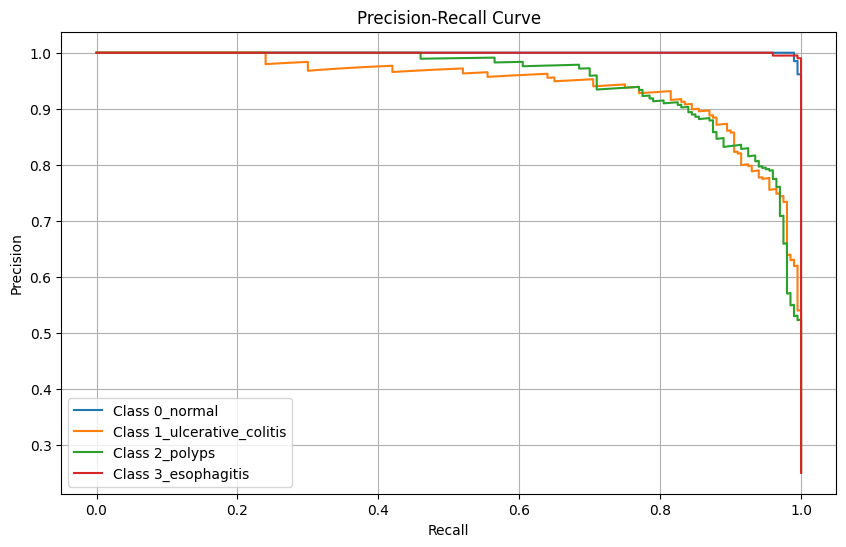 Precision-Recall Curve
1.0
0.9
0.8
0.7
0.6
0.5
0.4
0.3
Precision
Class 0_normal
Class 1_ulcerative_colitis
Class 2_polyps
Class 3_esophagitis
0.0 0.2 0.4 0.6 0.8 1.0
Recall